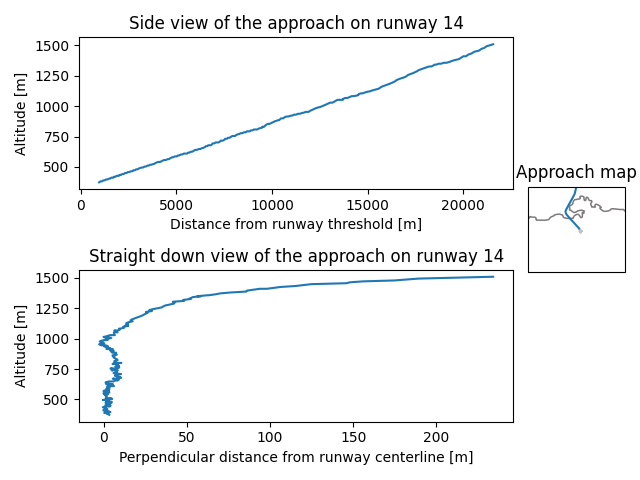 Side view of the approach on runway 14
1500
1250
1000
750
500
Altitude [m]
0 5000 10000 15000 20000
Distance from runway threshold [m]
Approach map
Straight down view of the approach on runway 14
1500
1250
1000
750
500
Altitude [m]
0 50 100 150 200
Perpendicular distance from runway centerline [m]